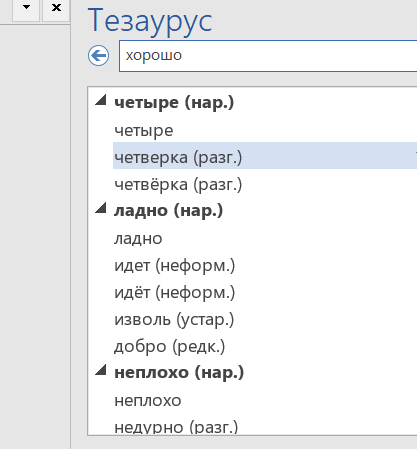 Тезаурус
хорошо
четыре (нар.)
четыре
четверка (разг.)
четвёрка (разг.)
ладно (нар.)
ладно
идет (неформ.)
идёт (неформ.)
изволь (устар.)
добро (редк.)
неплохо (нар.)
неплохо
недурно (разг.)